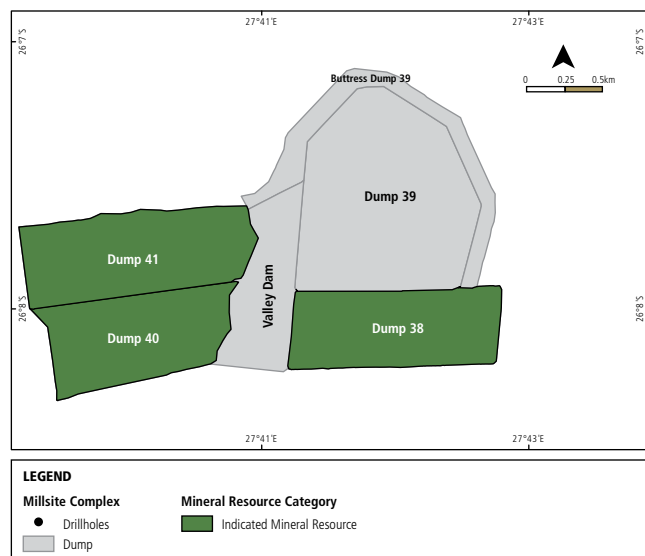 27°41'E
27°43'E
26°7'S
26°7'S
Buttress Dump 39
0 0.25 0.5km
Dump 39
Dump 41
Valley Dam
26°8'S
26°8'S
Dump 40
Dump 38
27°41'E
27°43'E
LEGEND
Millsite Complex
Mineral Resource Category
Drillholes
Indicated Mineral Resource
Dump